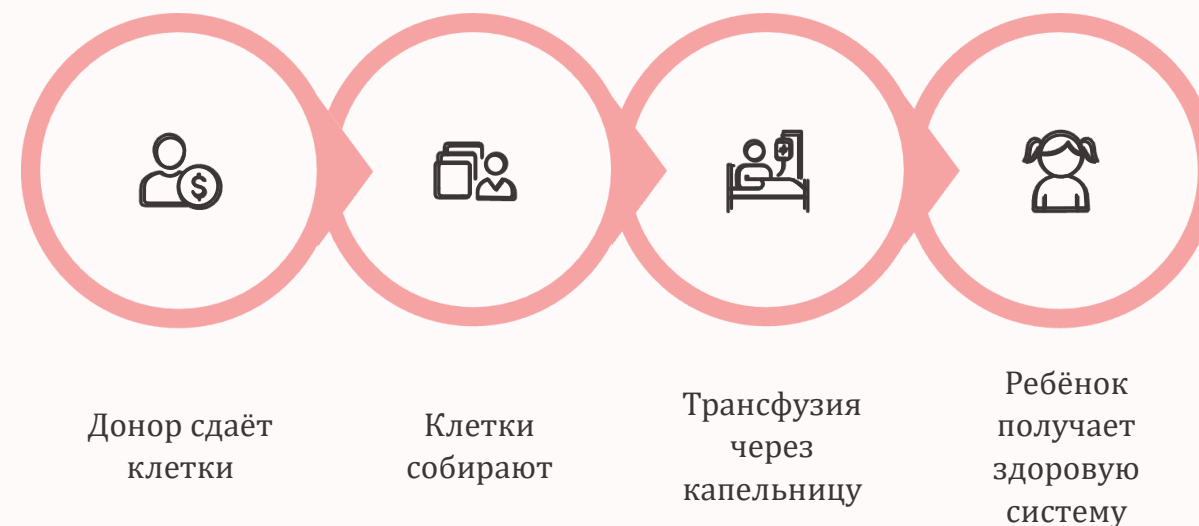 $
Донор сдаёт
клетки
Клетки
собирают
Трансфузия
через
капельницу
Ребёнок
получает
здоровую
систему